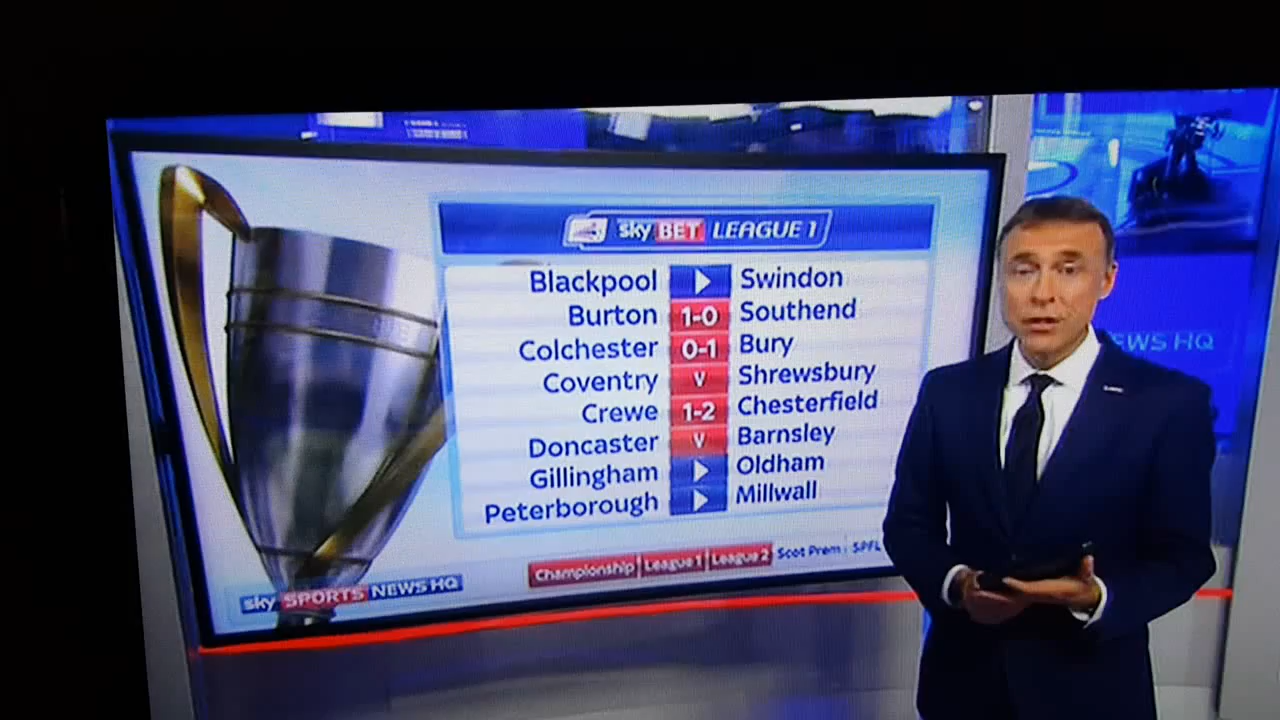 sky BET LEAGUE 1
Blackpool Swindon
Burton 1-0 Southend
Colchester 0-1 Bury
Coventry V Shrewsbury
Crewe 1-2 Chesterfield
Doncaster V Barnsley
Gillingham Oldham
Peterborough Millwall
Championship League 1 League 2 Scot Prem SPFL
sky SPORTS NEWS HQ
EWS HQ